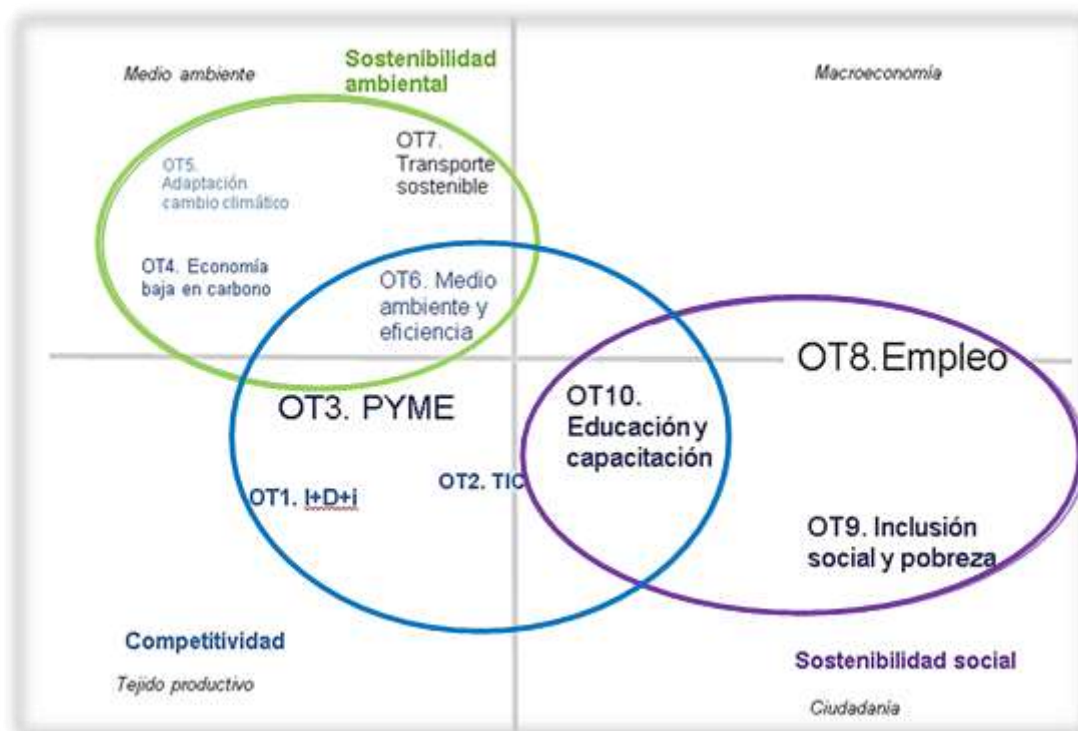 Medio ambiente
Sostenibilidad
ambiental
Macroeconomía
OT5.
Adaptación
cambio climático
OT7.
Transporte
sostenible
OT4. Economía
baja en carbono
OT6. Medio
ambiente y
eficiencia
OT8.Empleo
OT3. PYME
OT10.
Educación y
capacitación
OT2. TIC
OT1. I+D+i
OT9. Inclusión
social y pobreza
Competitividad
Tejido productivo
Sostenibilidad social
Ciudadanía